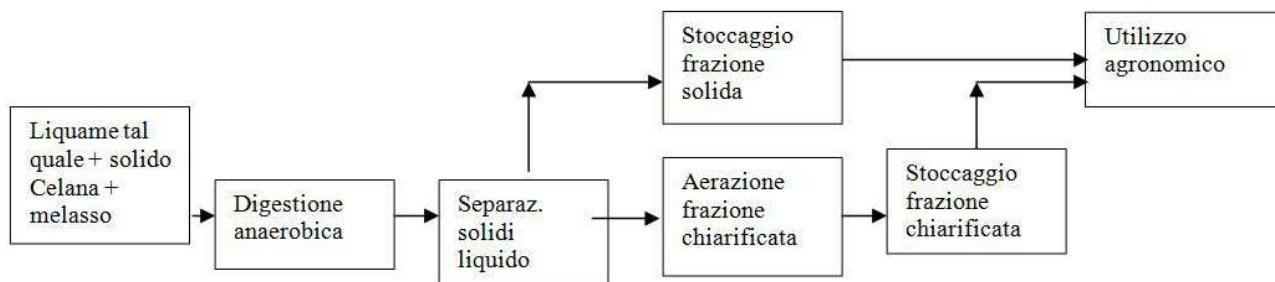 Liquame tal
quale + solido
Celana +
melasso
Digestione
anaerobica
Separaz.
solidi
liquido
Stoccaggio
frazione
solida
Aerazione
frazione
chiarificata
Stoccaggio
frazione
chiarificata
Utilizzo
agronomico